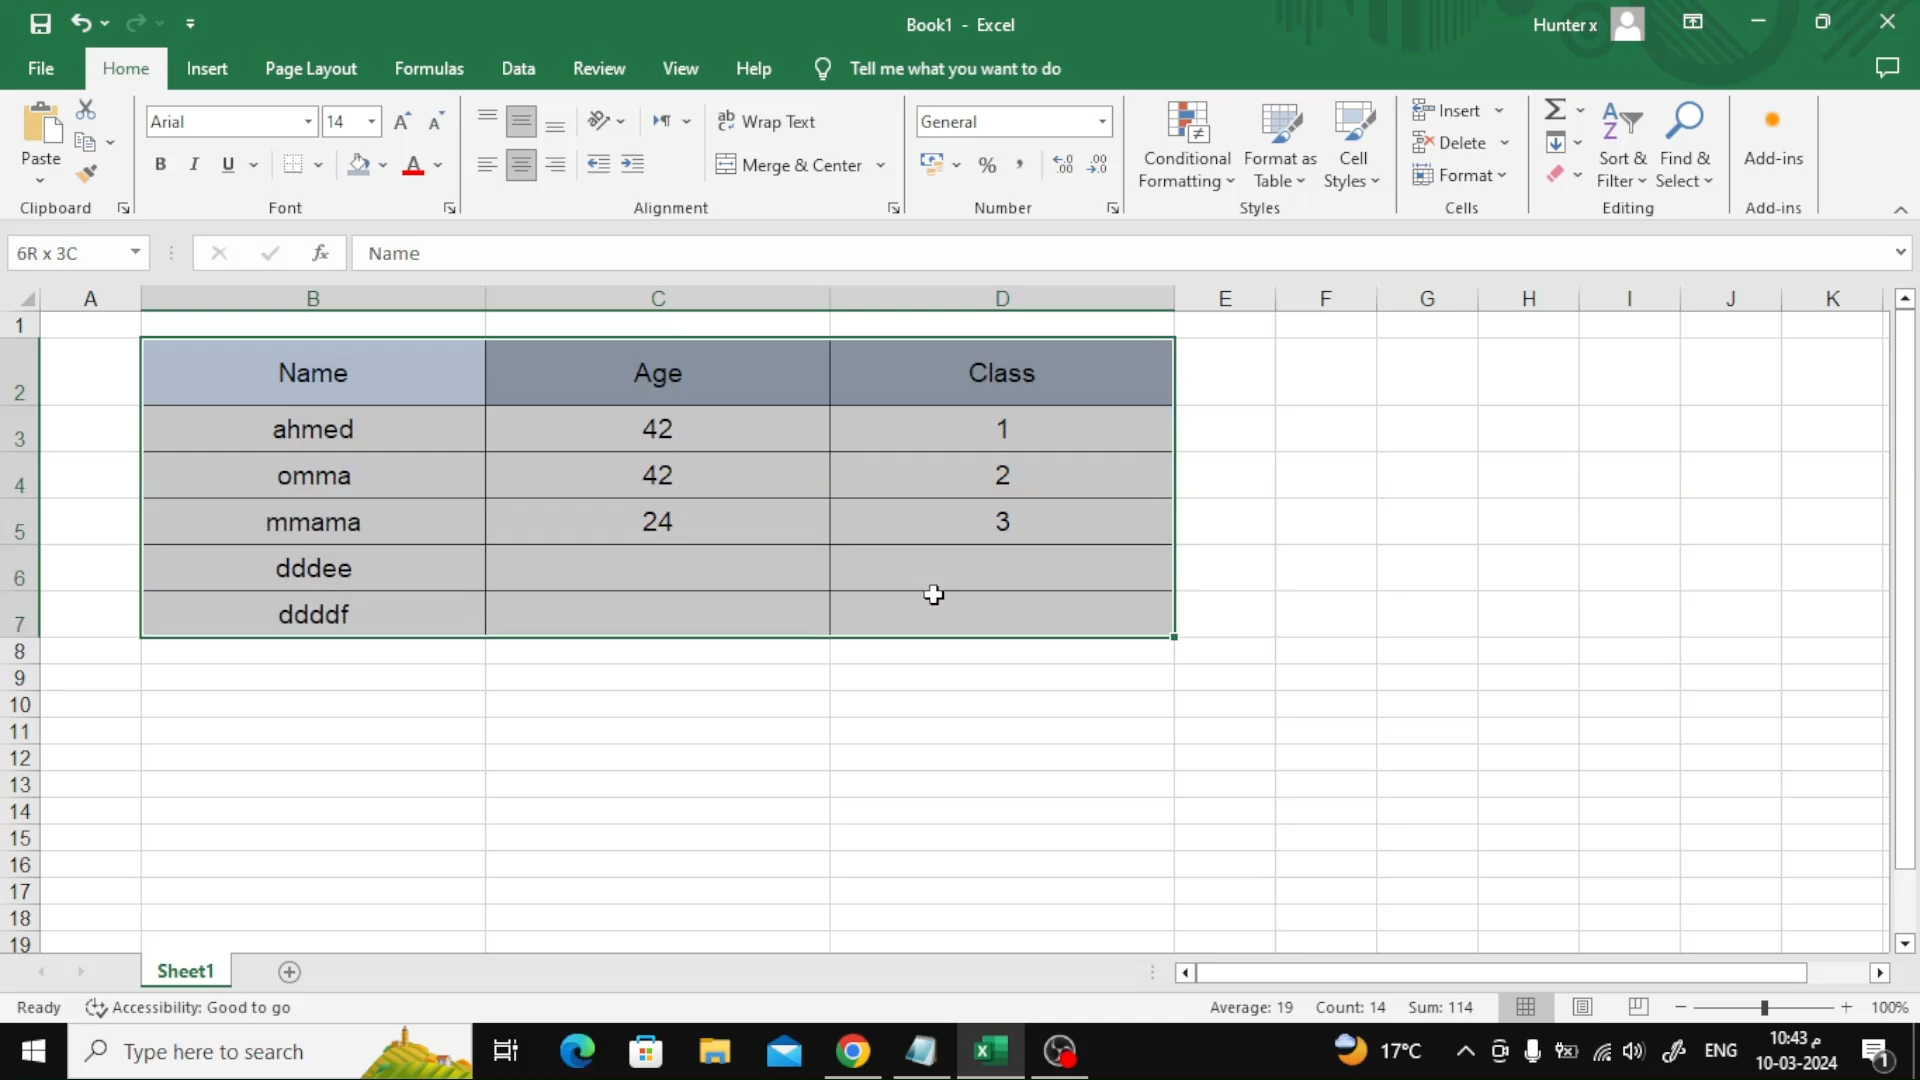 Book1 - Excel
Hunter x
File Home Insert Page Layout Formulas Data Review View Help Tell me what you want to do
Paste
Clipboard
Arial 14
B I U
Font
Wrap Text
Merge & Center
Alignment
General
% , .00
Number
Conditional Formatting
Format as Table
Cell Styles
Styles
Insert
Delete
Format
Cells
Sort & Filter
Find & Select
Editing
Add-ins
Add-ins
6R x 3C fx Name
A B C D E F G H I J K
1
2 Name Age Class
3 ahmed 42 1
4 omma 42 2
5 mmama 24 3
6 dddee
7 ddddf
8
9
10
11
12
13
14
15
16
17
18
19
Sheet1
Ready Accessibility: Good to go Average: 19 Count: 14 Sum: 114 100%
Type here to search 17°C ENG
10:43 م
10-03-2024
1